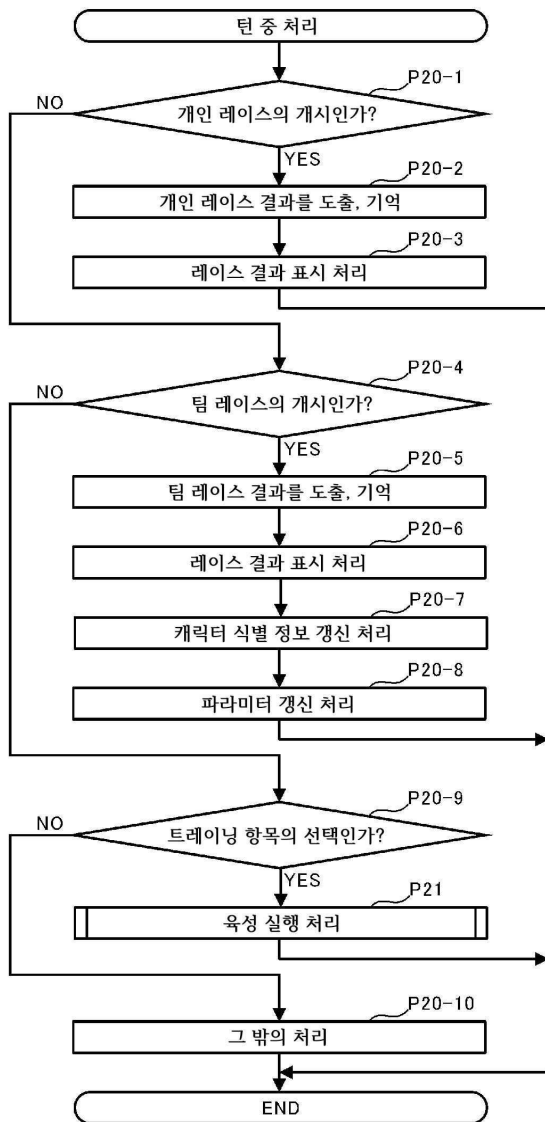 턴 중 처리
P20-1
NO
개인 레이스의 개시인가?
YES
P20-2
개인 레이스 결과를 도출, 기억
P20-3
레이스 결과 표시 처리
P20-4
NO
팀 레이스의 개시인가?
YES
P20-5
팀 레이스 결과를 도출, 기억
P20-6
레이스 결과 표시 처리
P20-7
캐릭터 식별 정보 갱신 처리
P20-8
파라미터 갱신 처리
P20-9
NO
트레이닝 항목의 선택인가?
YES
P21
육성 실행 처리
P20-10
그 밖의 처리
END